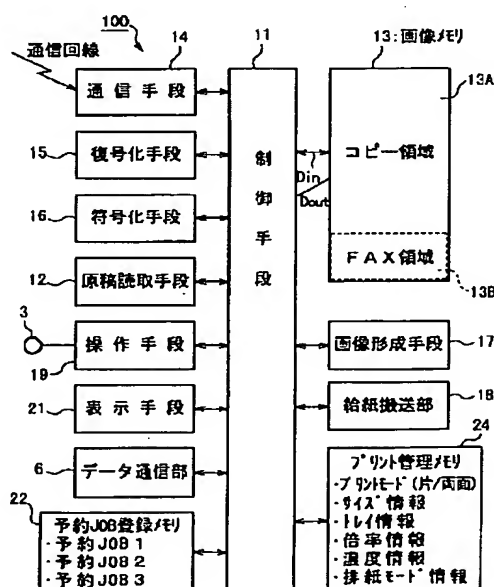 100
通信回線
14
通信手段
11
制御手段
13:画像メモリ
13A
コピー領域
Din
Dout
FAX領域
13B
15
復号化手段
16
符号化手段
12
原稿読取手段
3
操作手段
19
画像形成手段
17
21
表示手段
給紙搬送部
18
6
データ通信部
24
プリント管理メモリ
・プリントモード(片/両面)
・サイズ情報
・トレイ情報
・倍率情報
・濃度情報
・排紙モード情報
22
予約JOB登録メモリ
・予約JOB1
・予約JOB2
・予約JOB3